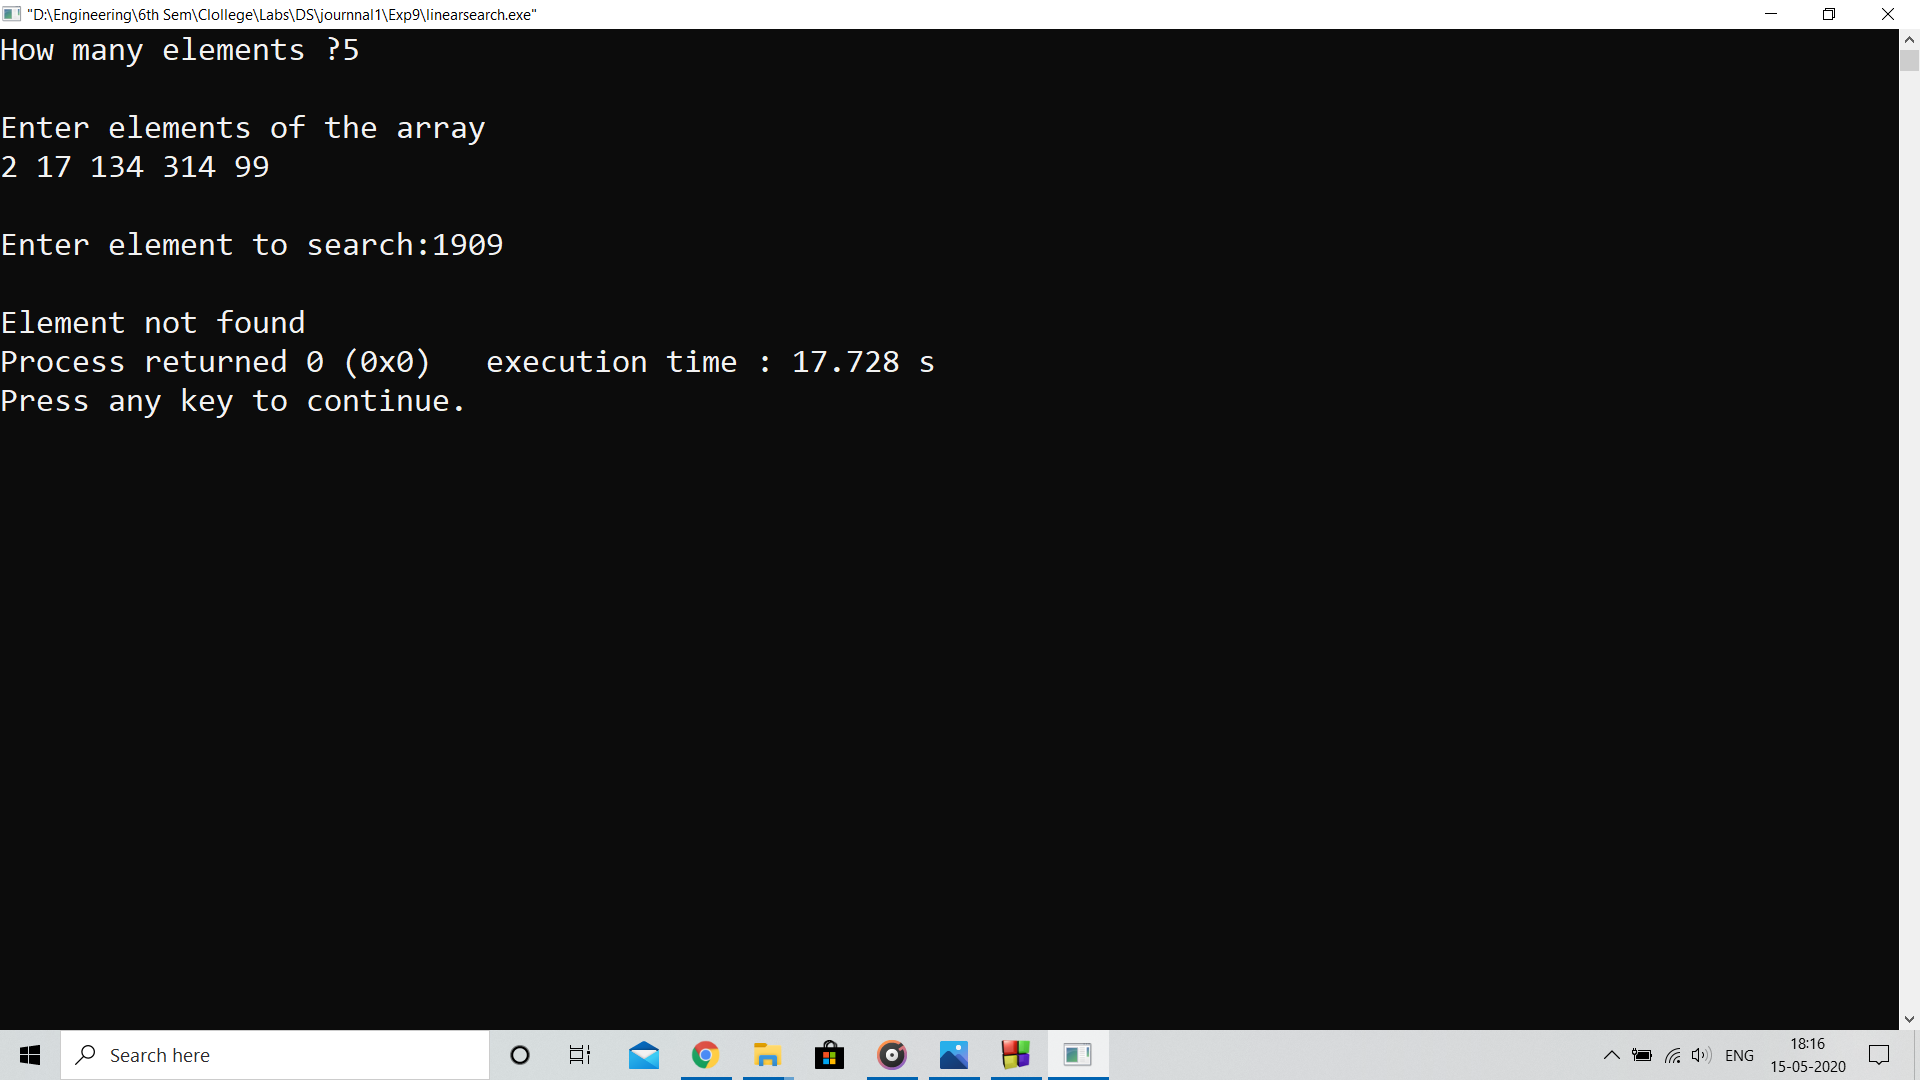 "D:\Engineering\6th Sem\Clollege\Labs\DS\journnal1\Exp9\linearsearch.exe"
How many elements ?5
Enter elements of the array
2 17 134 314 99
Enter element to search:1909
Element not found
Process returned 0 (0x0)   execution time : 17.728 s
Press any key to continue.
Search here
ENG
18:16
15-05-2020